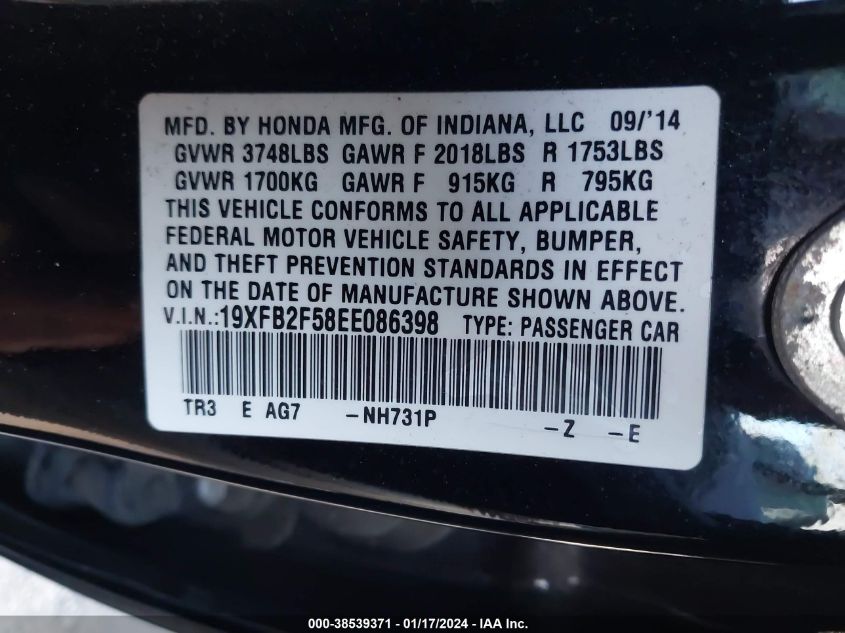 MFD. BY HONDA MFG. OF INDIANA, LLC 09/'14
GVWR 3748LBS GAWR F 2018LBS R 1753LBS
GVWR 1700KG GAWR F 915KG R 795KG
THIS VEHICLE CONFORMS TO ALL APPLICABLE
FEDERAL MOTOR VEHICLE SAFETY, BUMPER,
AND THEFT PREVENTION STANDARDS IN EFFECT
ON THE DATE OF MANUFACTURE SHOWN ABOVE.
V.I.N.:19XFB2F58EE086398 TYPE: PASSENGER CAR
TR3 E AG7 -NH731P -Z -E
000-38539371 - 01/17/2024 - IAA Inc.